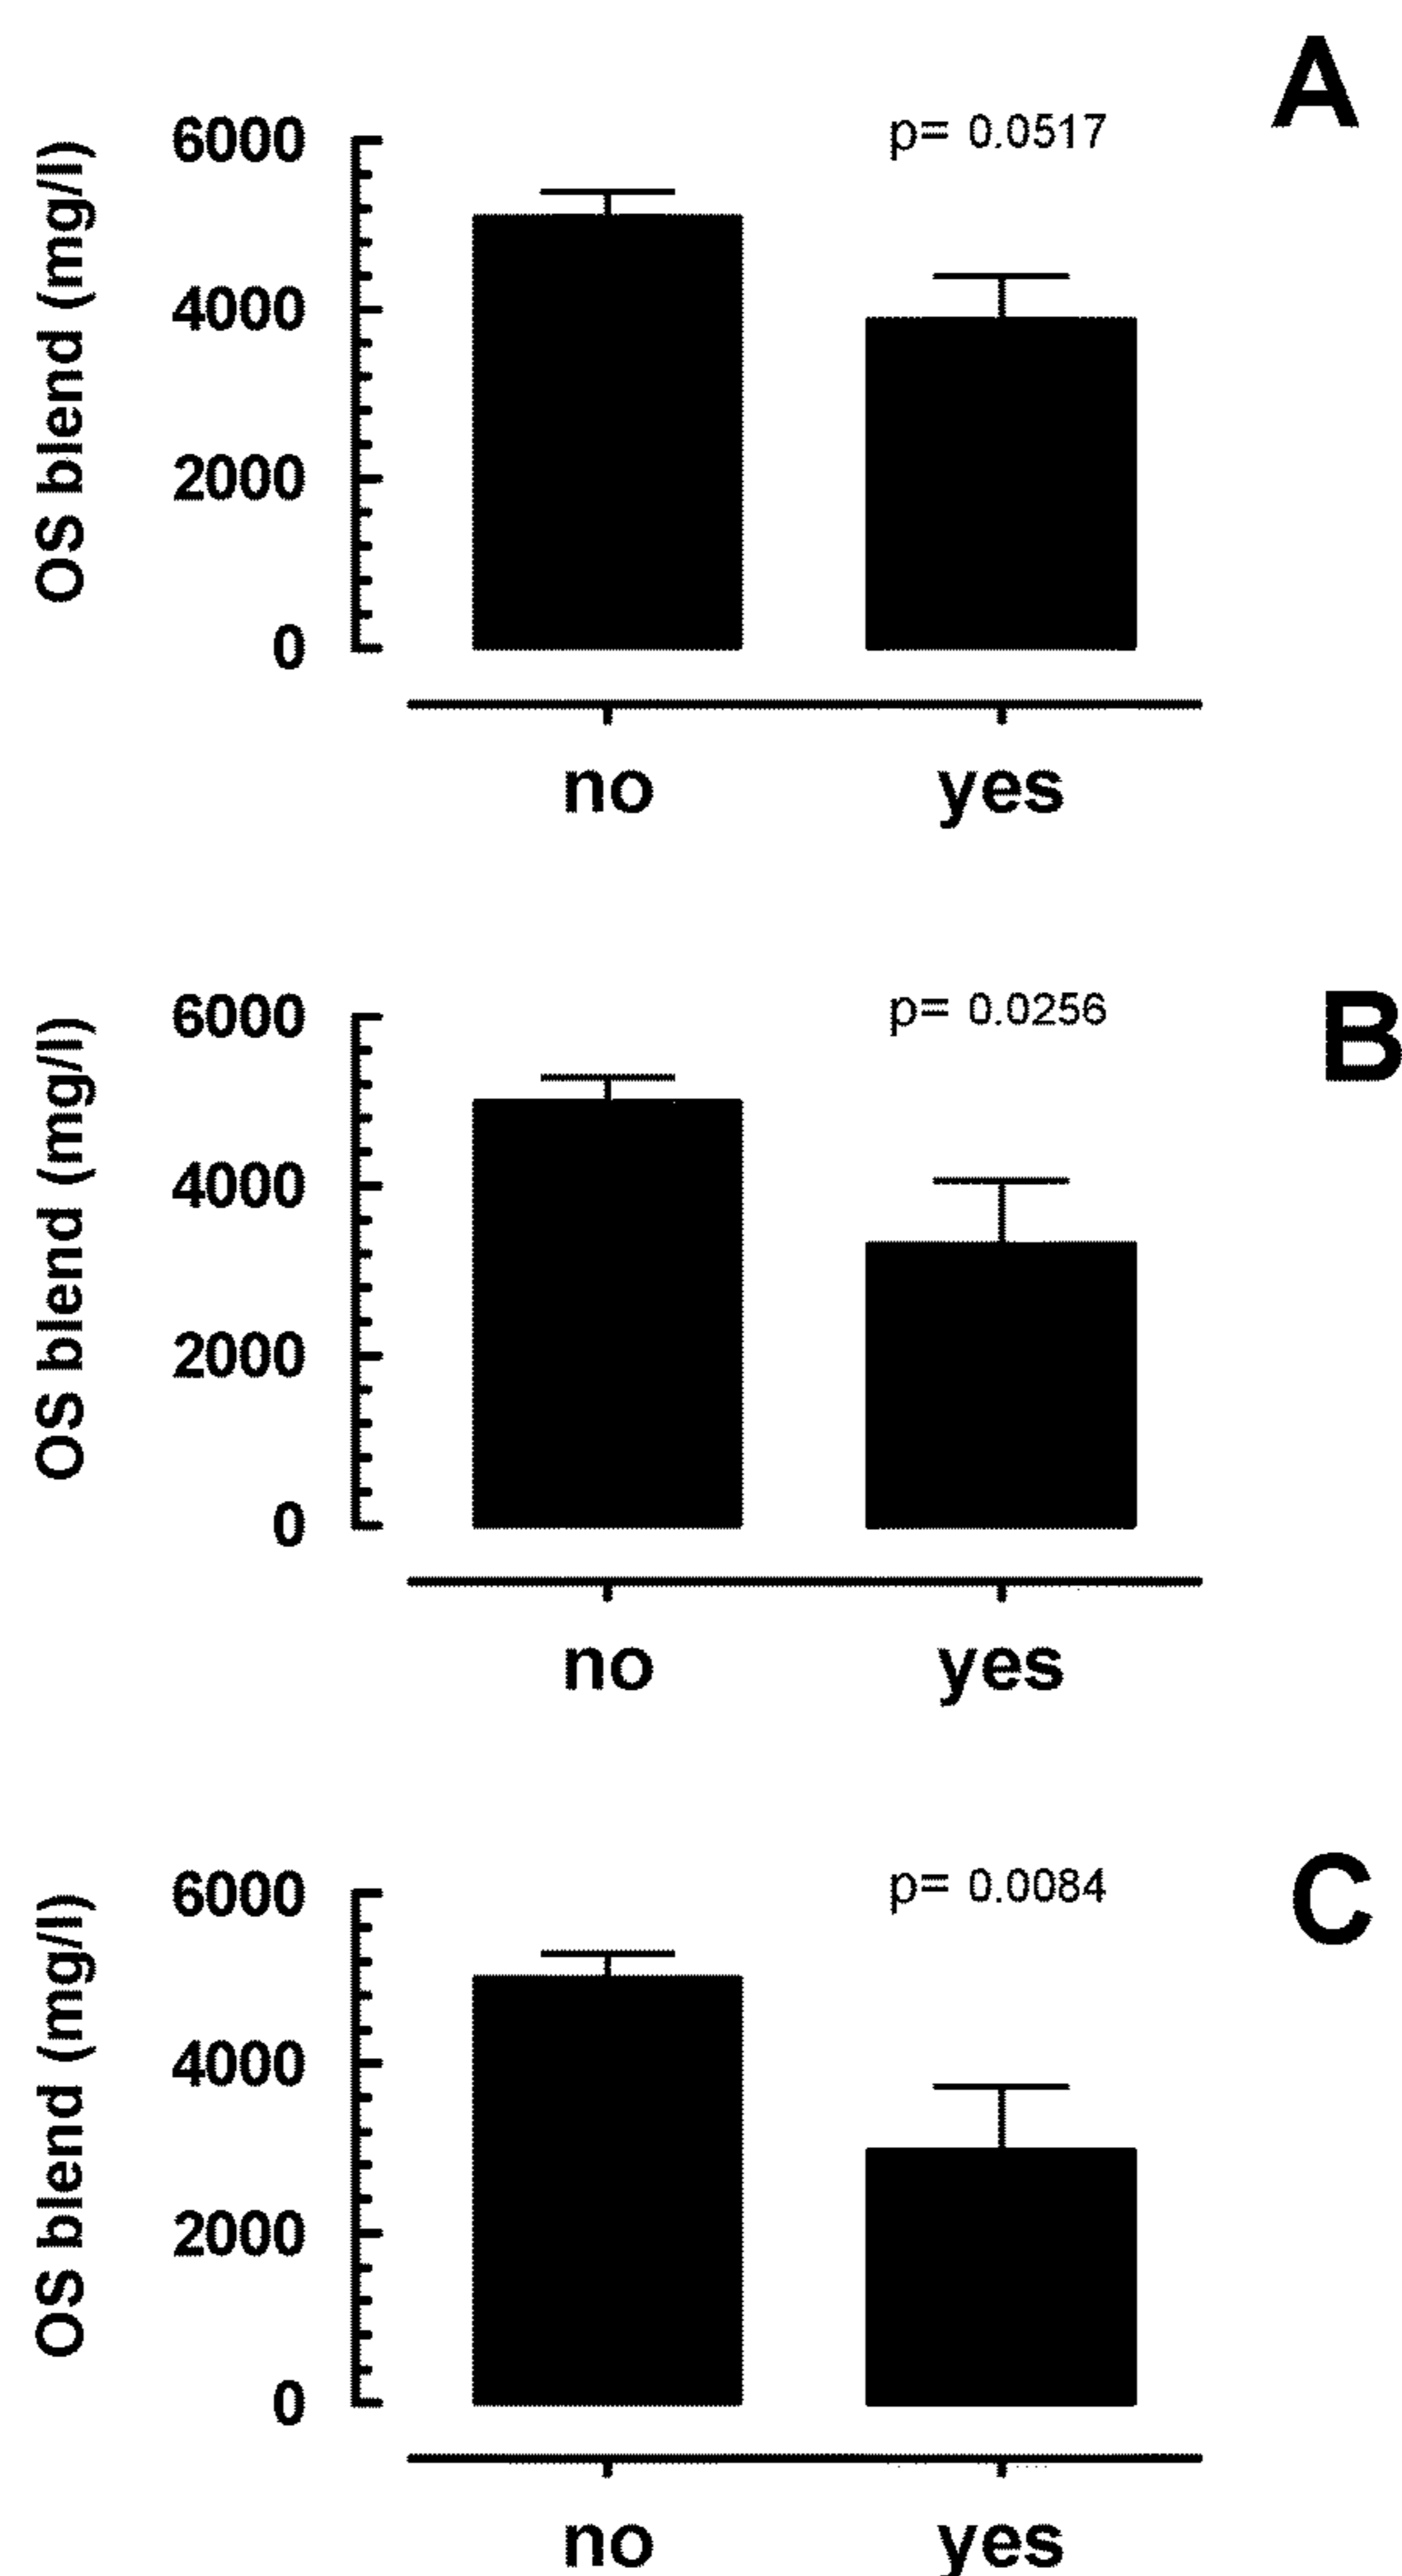 A
p= 0.0517
OS blend (mg/l)
6000
4000
2000
0
no yes
B
p= 0.0256
OS blend (mg/l)
6000
4000
2000
0
no yes
C
p= 0.0084
OS blend (mg/l)
6000
4000
2000
0
no yes